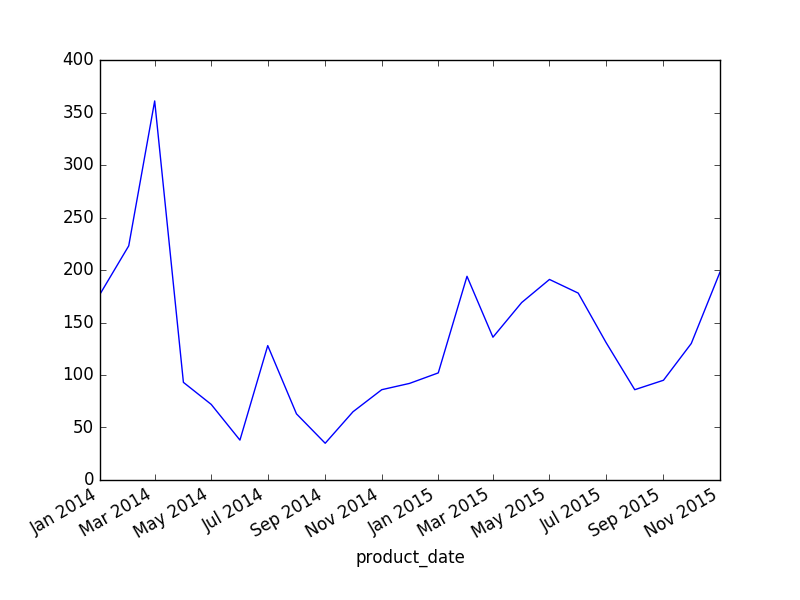 400
350
300
250
200
150
100
50
0
Jan 2014
Mar 2014
May 2014
Jul 2014
Sep 2014
Nov 2014
Jan 2015
Mar 2015
May 2015
Jul 2015
Sep 2015
Nov 2015
product_date